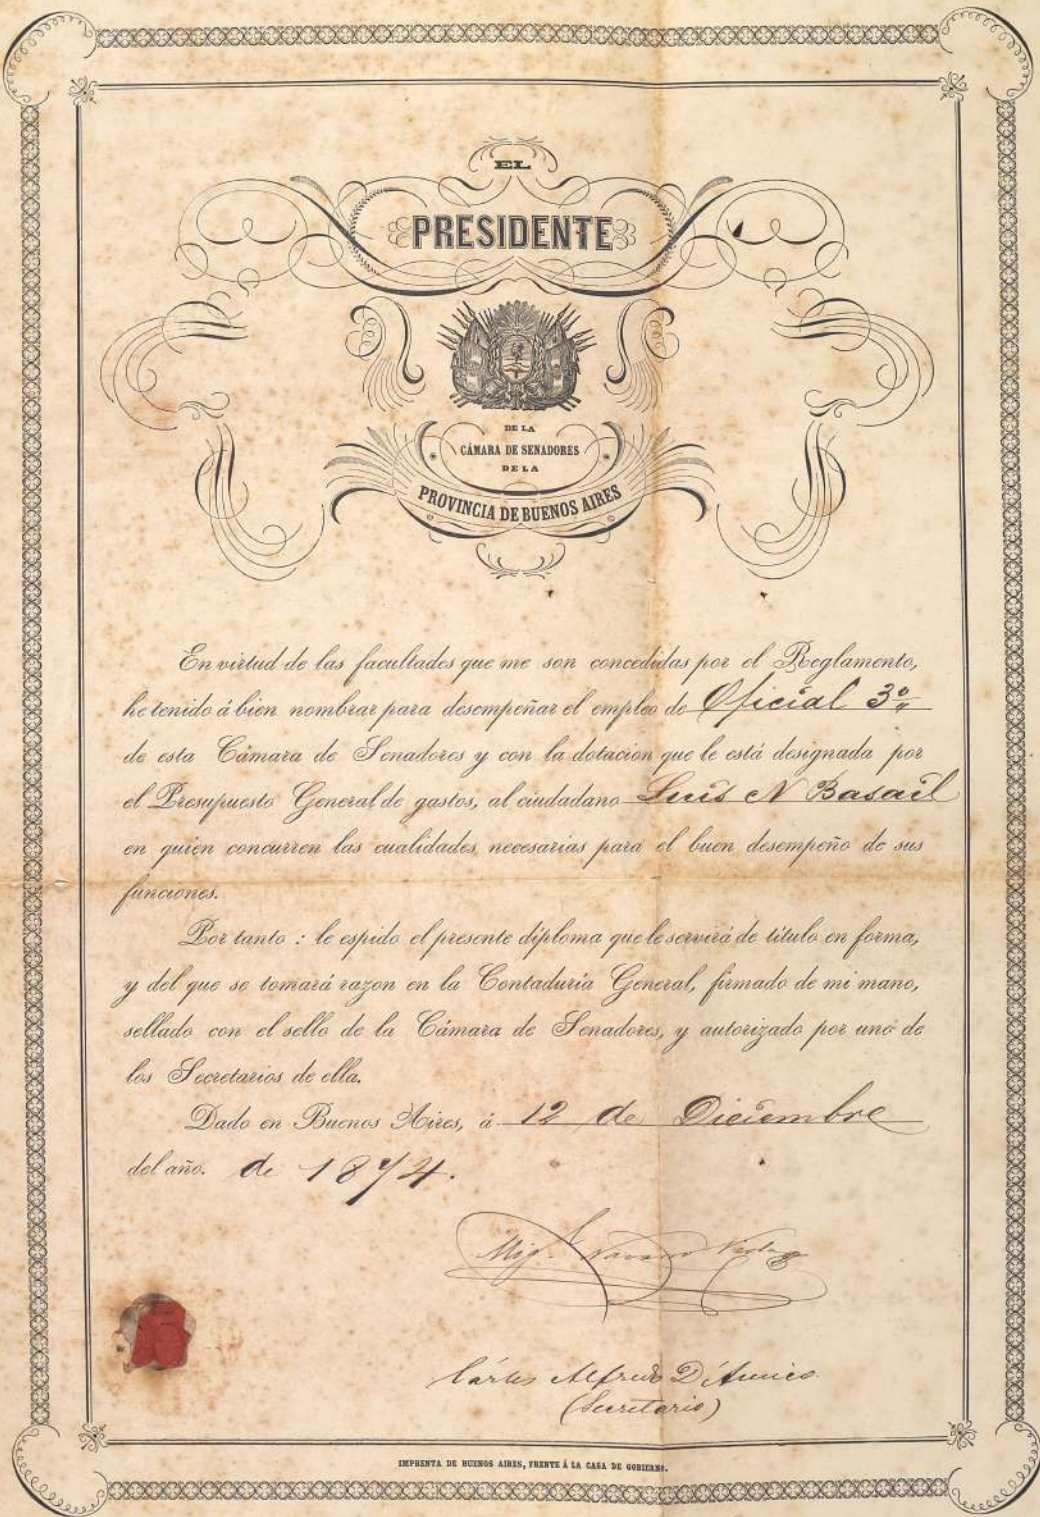 EL
PRESIDENTE
DE LA
CÁMARA DE SENADORES
DE LA
PROVINCIA DE BUENOS AIRES
En virtud de las facultades que me son concedidas por el Reglamento,
he tenido á bien nombrar para desempeñar el empleo de Oficial 3º
de esta Cámara de Senadores y con la dotacion que le está designada por
el Presupuesto General de gastos, al ciudadano Luis N Basail
en quien concurren las cualidades necesarias para el buen desempeño de sus
funciones.
Por tanto : le espido el presente diploma que le servirá de título en forma,
y del que se tomará razon en la Contaduría General, firmado de mi mano,
sellado con el sello de la Cámara de Senadores, y autorizado por uno de
los Secretarios de ella.
Dado en Buenos Aires, á 12 de Diciembre
del año. de 1874.
Mig. Navarro Viola
Cárlos Alfredo D'Amico
(Secretario)
IMPRENTA DE BUENOS AIRES, FRENTE Á LA CASA DE GOBIERNO.